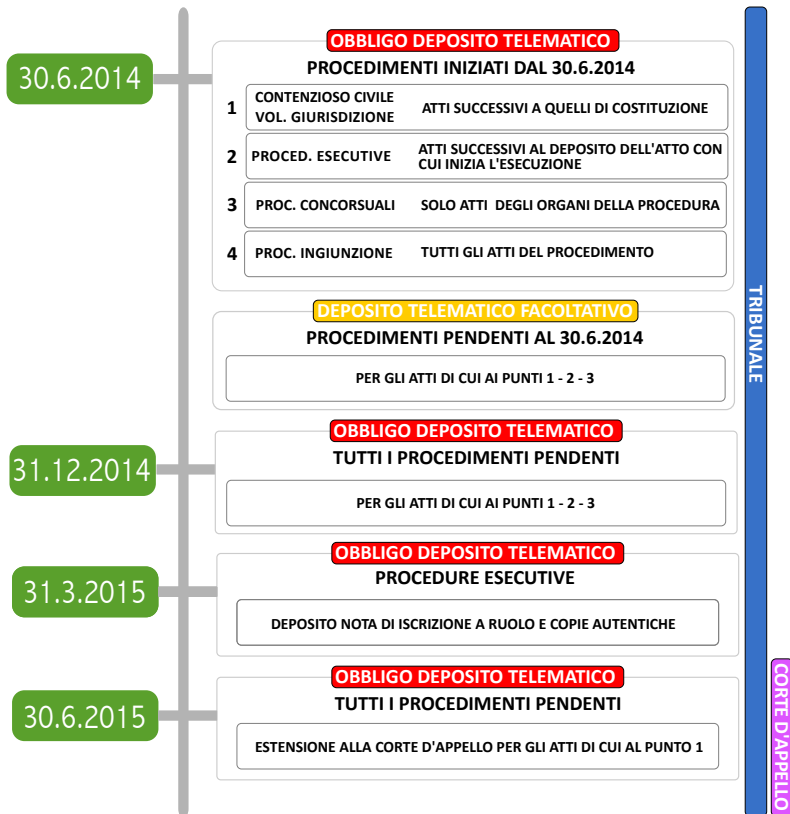 OBBLIGO DEPOSITO TELEMATICO
30.6.2014
PROCEDIMENTI INIZIATI DAL 30.6.2014
1
CONTENZIOSO CIVILE
VOL. GIURISDIZIONE
ATTI SUCCESSIVI A QUELLI DI COSTITUZIONE
2
PROCED. ESECUTIVE
ATTI SUCCESSIVI AL DEPOSITO DELL'ATTO CON
CUI INIZIA L'ESECUZIONE
3
PROC. CONCORSUALI
SOLO ATTI DEGLI ORGANI DELLA PROCEDURA
4
PROC. INGIUNZIONE
TUTTI GLI ATTI DEL PROCEDIMENTO
DEPOSITO TELEMATICO FACOLTATIVO
PROCEDIMENTI PENDENTI AL 30.6.2014
PER GLI ATTI DI CUI AI PUNTI 1 - 2 - 3
OBBLIGO DEPOSITO TELEMATICO
31.12.2014
TUTTI I PROCEDIMENTI PENDENTI
PER GLI ATTI DI CUI AI PUNTI 1 - 2 - 3
OBBLIGO DEPOSITO TELEMATICO
31.3.2015
PROCEDURE ESECUTIVE
DEPOSITO NOTA DI ISCRIZIONE A RUOLO E COPIE AUTENTICHE
OBBLIGO DEPOSITO TELEMATICO
30.6.2015
TUTTI I PROCEDIMENTI PENDENTI
ESTENSIONE ALLA CORTE D'APPELLO PER GLI ATTI DI CUI AL PUNTO 1
TRIBUNALE
CORTE D'APPELLO